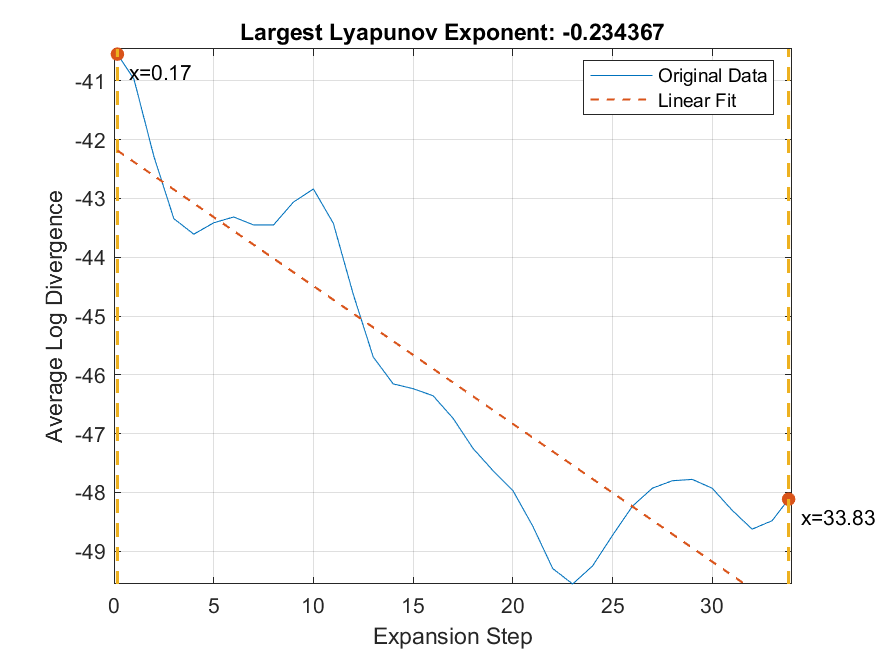 Largest Lyapunov Exponent: -0.234367
Original Data
Linear Fit
x=0.17
x=33.83
Average Log Divergence
-41
-42
-43
-44
-45
-46
-47
-48
-49
0 5 10 15 20 25 30
Expansion Step